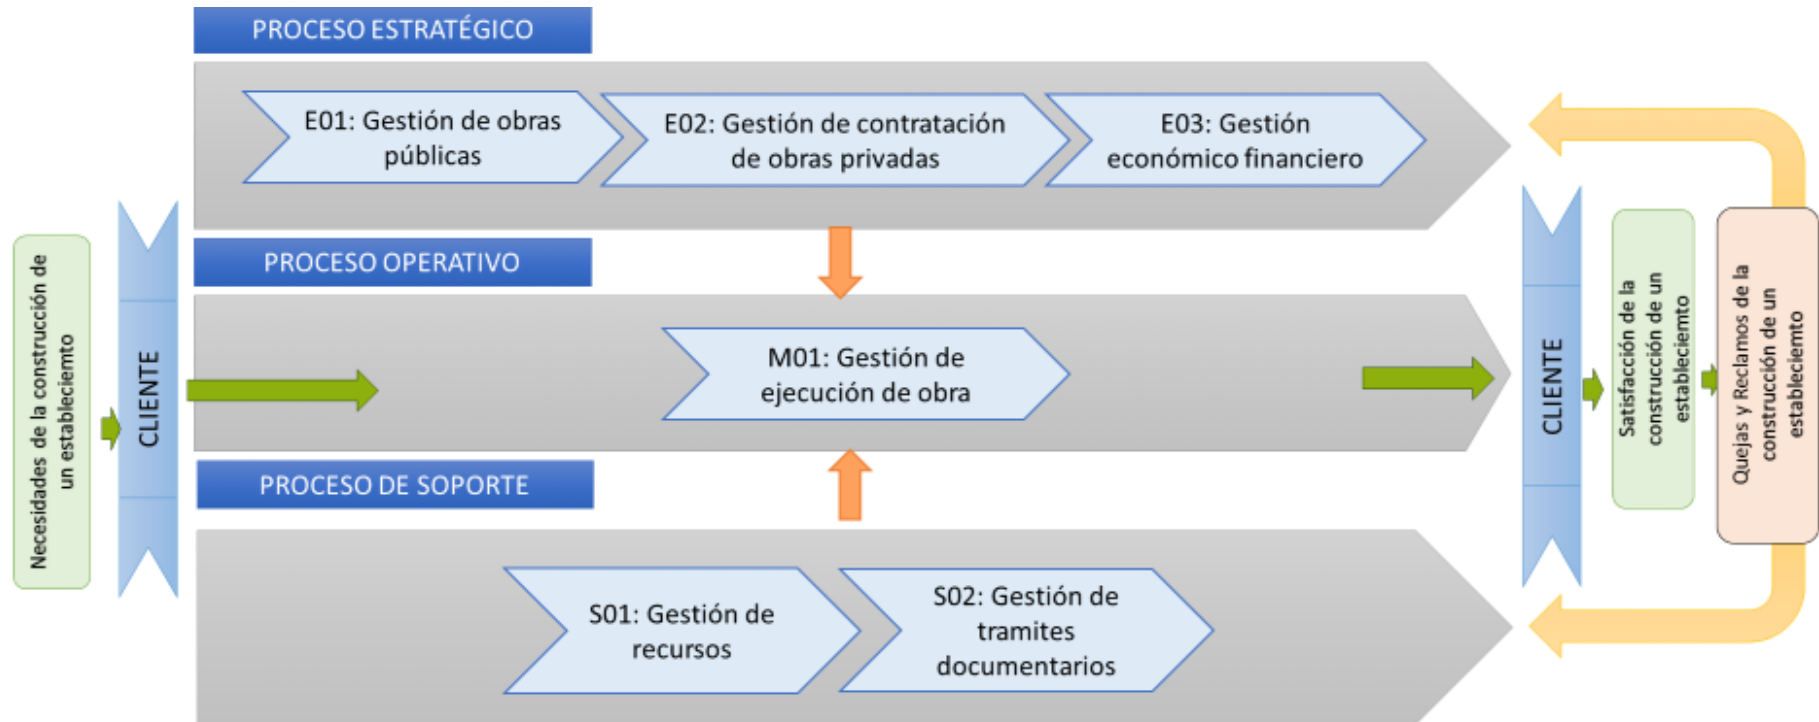 PROCESO ESTRATÉGICO
E01: Gestión de obras
públicas
E02: Gestión de contratación
de obras privadas
E03: Gestión
económico financiero
PROCESO OPERATIVO
Necesidades de la construcción de
un estableciemto
CLIENTE
M01: Gestión de
ejecución de obra
CLIENTE
Satisfacción de la
construcción de un
estableciemto
Quejas y Reclamos de la
construcción de un
estableciemto
PROCESO DE SOPORTE
S01: Gestión de
recursos
S02: Gestión de
tramites
documentarios